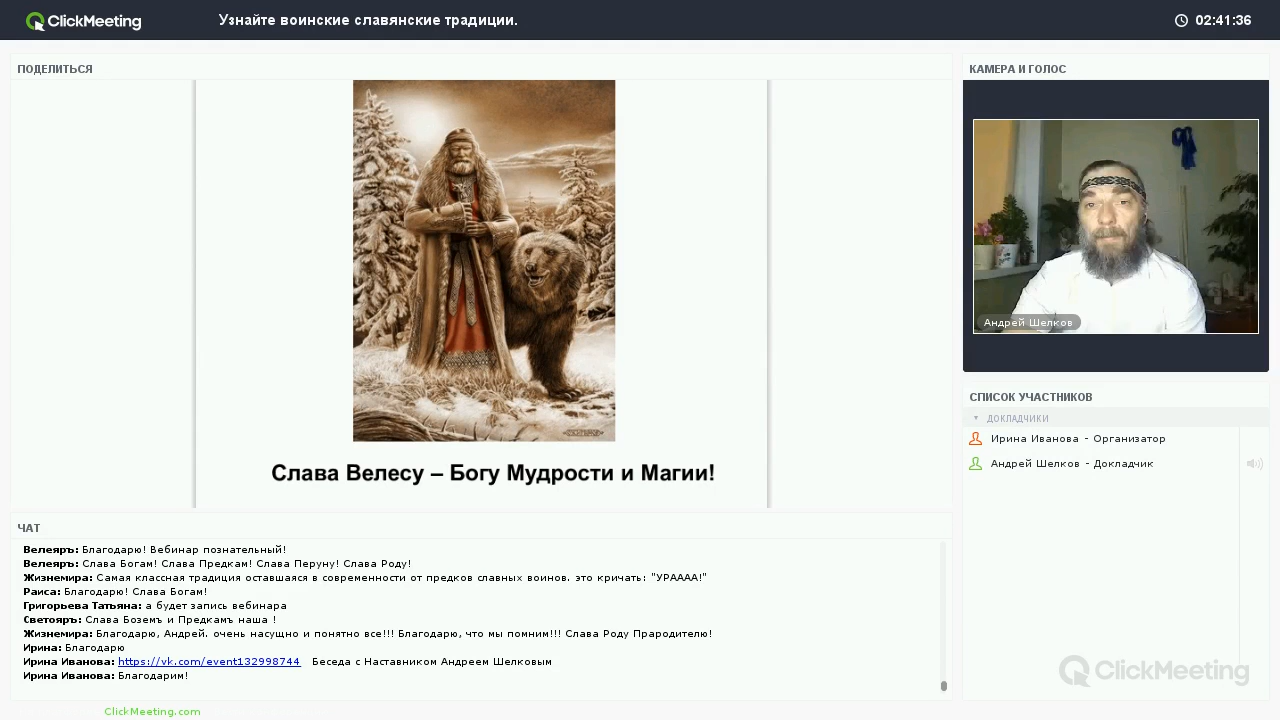 ClickMeeting
Узнайте воинские славянские традиции.
02:41:36
ПОДЕЛИТЬСЯ
Слава Велесу – Богу Мудрости и Магии!
КАМЕРА И ГОЛОС
Андрей Шелков
СПИСОК УЧАСТНИКОВ
ДОКЛАДЧИКИ
Ирина Иванова - Организатор
Андрей Шелков - Докладчик
ЧАТ
Велеяръ: Благодарю! Вебинар познательный!
Велеяръ: Слава Богам! Слава Предкам! Слава Перуну! Слава Роду!
Жизнемира: Самая классная традиция оставшаяся в современности от предков славных воинов. это кричать: "УРАААА!"
Раиса: Благодарю! Слава Богам!
Григорьева Татьяна: а будет запись вебинара
Светояръ: Слава Боземъ и Предкамъ наша !
Жизнемира: Благодарю, Андрей. очень насущно и понятно все!!! Благодарю, что мы помним!!! Слава Роду Прародителю!
Ирина: Благодарю
Ирина Иванова: https://vk.com/event132998744 Беседа с Наставником Андреем Шелковым
Ирина Иванова: Благодарим!
ClickMeeting
ClickMeeting.com